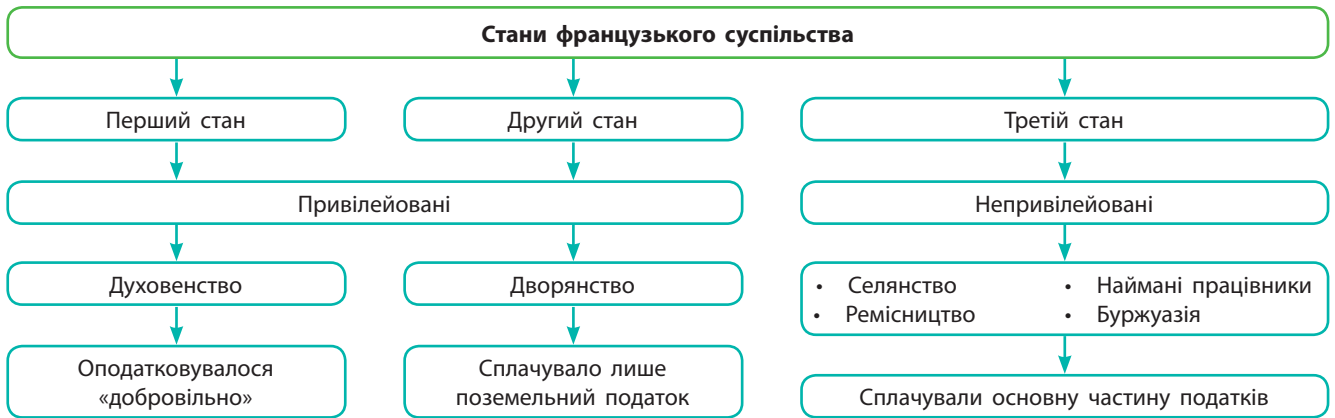 Стани французького суспільства
Перший стан
Другий стан
Третій стан
Привілейовані
Непривілейовані
Духовенство
Дворянство
• Селянство
• Ремісництво
• Наймані працівники
• Буржуазія
Оподатковувалося
«добровільно»
Сплачувало лише
поземельний податок
Сплачували основну частину податків